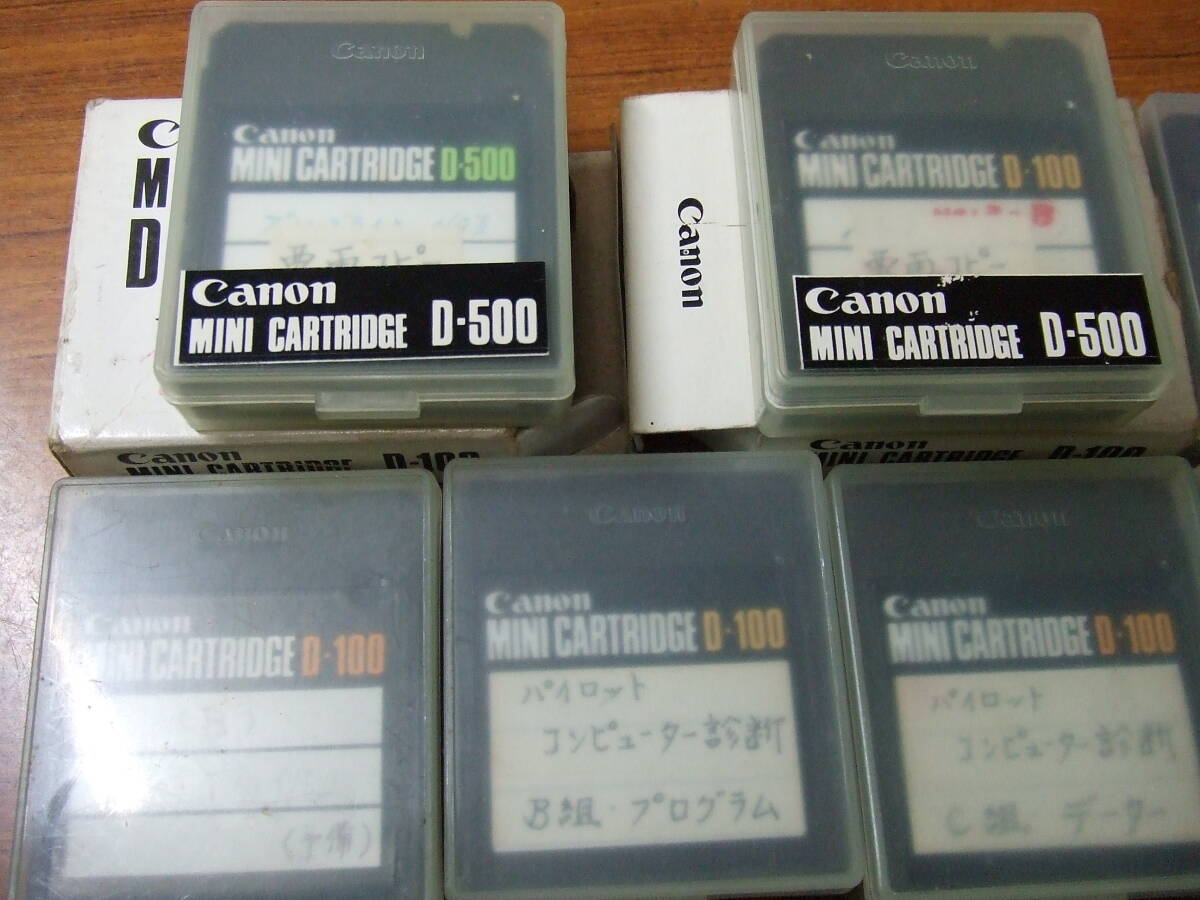 C
M
D
Canon
Canon
MINI CARTRIDGE D-500
コピー
Canon
MINI CARTRIDGE D-500
Canon
MINI CARTRIDGE D-100
Canon
Canon
Canon
MINI CARTRIDGE D-100
コピー
Canon
MINI CARTRIDGE D-500
Canon
MINI CARTRIDGE D-100
Canon
Canon
MINI CARTRIDGE D-100
(B)
(予備)
Canon
Canon
MINI CARTRIDGE D-100
パイロット
コンピューター診断
B組・プログラム
Canon
Canon
MINI CARTRIDGE D-100
パイロット
コンピューター診断
C組. データー